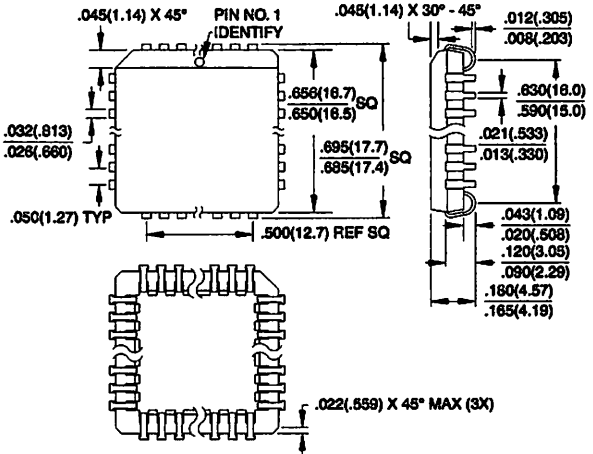 .045(1.14) X 45°
PIN NO. 1
IDENTIFY
.045(1.14) X 30° - 45°
.012(.305)
.008(.203)
.656(16.7)
.650(16.5)
SQ
.630(16.0)
.590(15.0)
.032(.813)
.026(.660)
.695(17.7)
.685(17.4)
SQ
.021(.533)
.013(.330)
.050(1.27) TYP
.500(12.7) REF SQ
.043(1.09)
.020(.508)
.120(3.05)
.090(2.29)
.180(4.57)
.165(4.19)
.022(.559) X 45° MAX (3X)